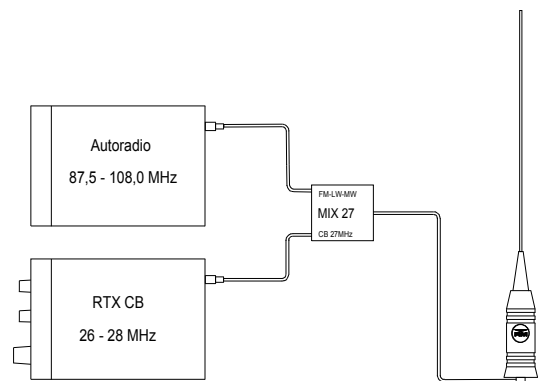 Autoradio
87,5 - 108,0 MHz
FM-LW-MW
MIX 27
CB 27MHz
RTX CB
26 - 28 MHz